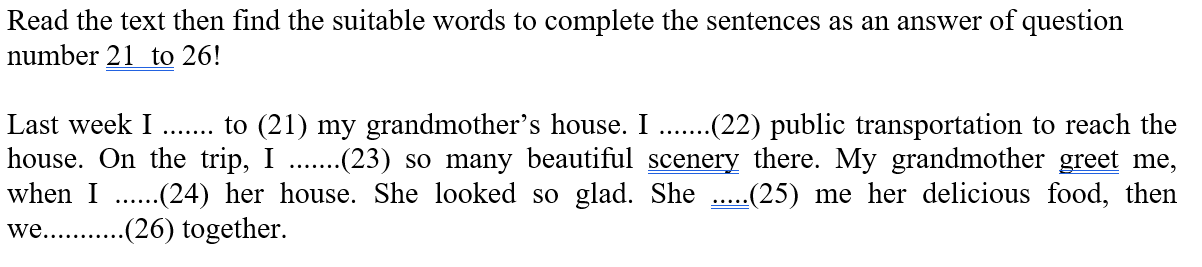 Read the text then find the suitable words to complete the sentences as an answer of question
number 21  to 26!
Last week I ....... to (21) my grandmother’s house. I .......(22) public transportation to reach the
house. On the trip, I .......(23) so many beautiful scenery there. My grandmother greet me,
when I ......(24) her house. She looked so glad. She .....(25) me her delicious food, then
we...........(26) together.